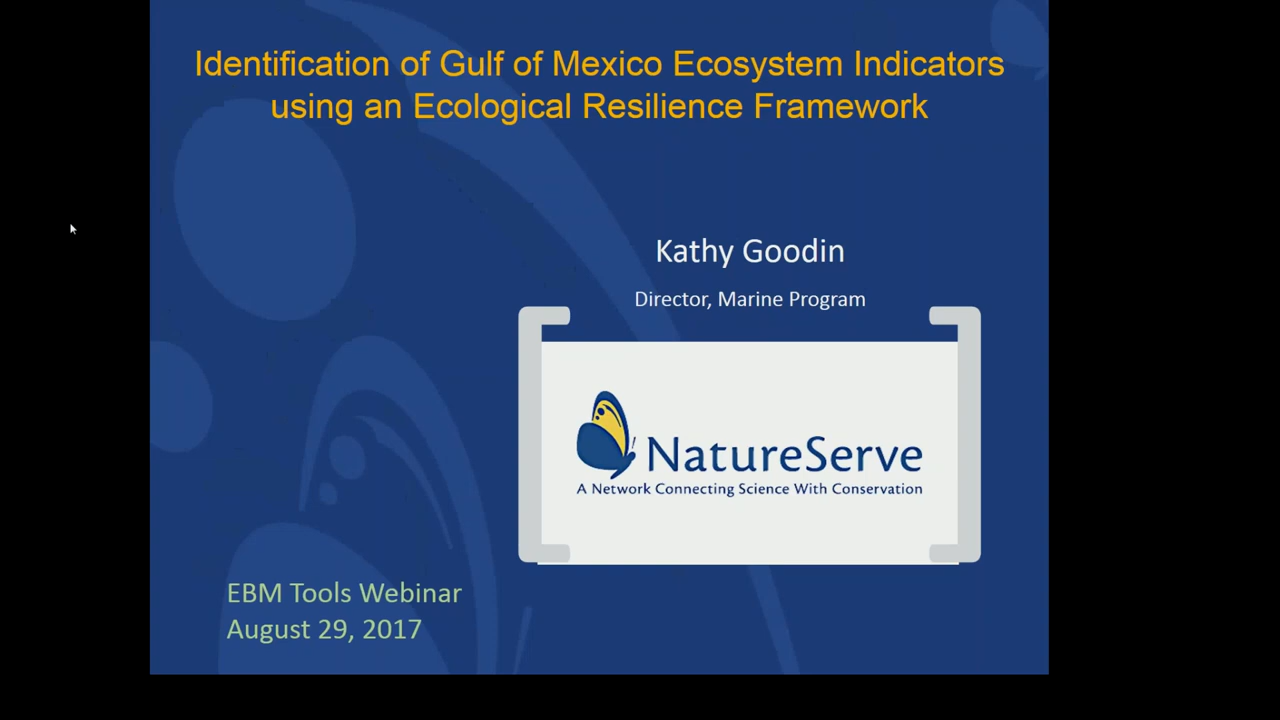 Identification of Gulf of Mexico Ecosystem Indicators
using an Ecological Resilience Framework
Kathy Goodin
Director, Marine Program
NatureServe
A Network Connecting Science With Conservation
EBM Tools Webinar
August 29, 2017